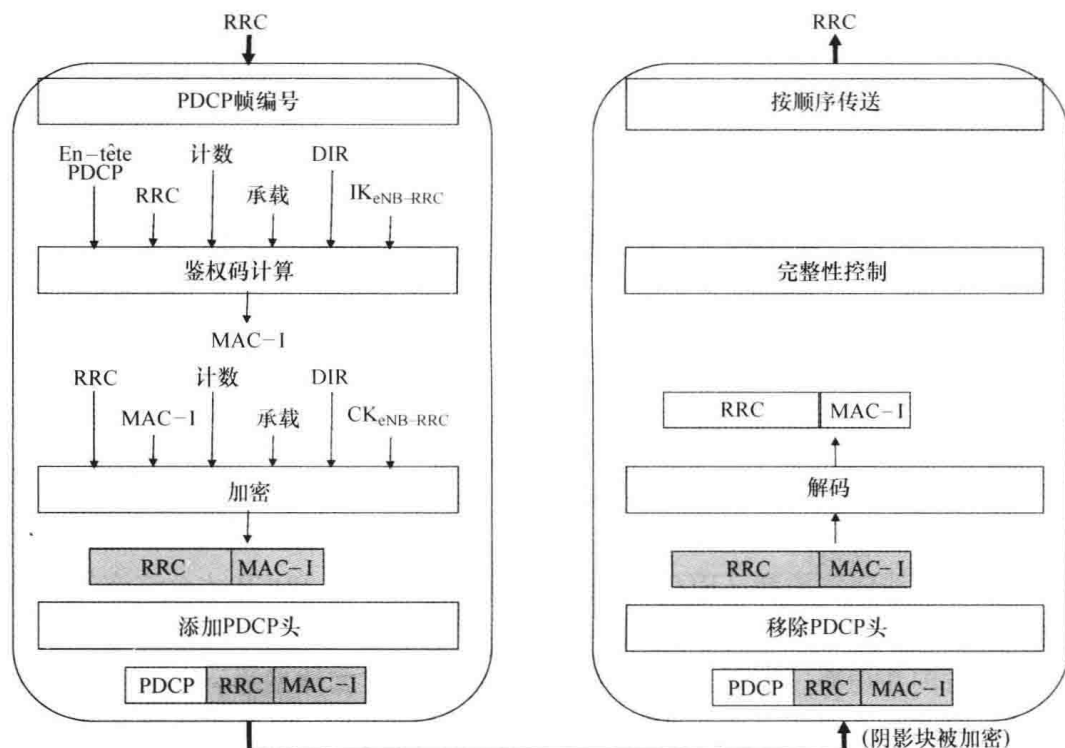 RRC
PDCP帧编号
En-tête
PDCP
RRC
计数
承载
DIR
IKeNB-RRC
鉴权码计算
MAC-I
RRC
MAC-I
计数
承载
DIR
CKeNB-RRC
加密
RRC
MAC-I
添加PDCP头
PDCP
RRC
MAC-I
RRC
按顺序传送
完整性控制
RRC
MAC-I
解码
RRC
MAC-I
移除PDCP头
PDCP
RRC
MAC-I
(阴影块被加密)